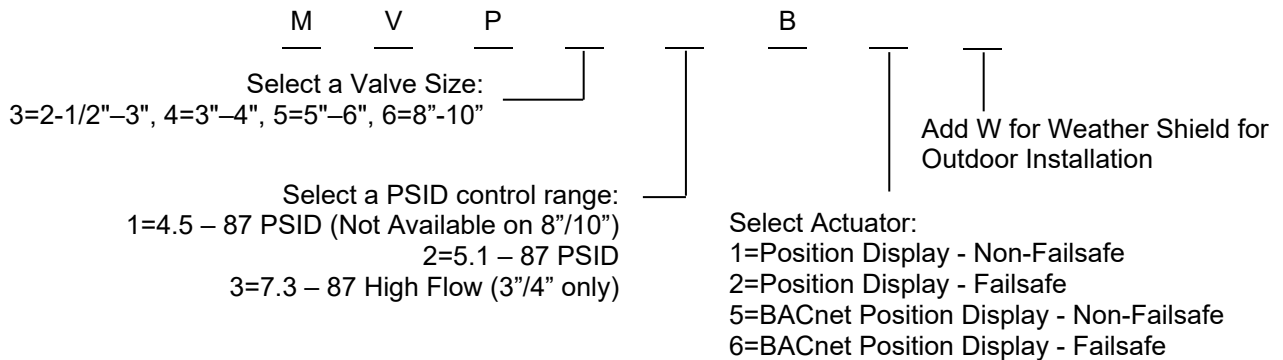 M V P B
Select a Valve Size:
3=2-1/2"–3", 4=3"–4", 5=5"–6", 6=8”-10”
Add W for Weather Shield for
Outdoor Installation
Select a PSID control range:
1=4.5 – 87 PSID (Not Available on 8”/10”)
2=5.1 – 87 PSID
3=7.3 – 87 High Flow (3”/4” only)
Select Actuator:
1=Position Display - Non-Failsafe
2=Position Display - Failsafe
5=BACnet Position Display - Non-Failsafe
6=BACnet Position Display - Failsafe